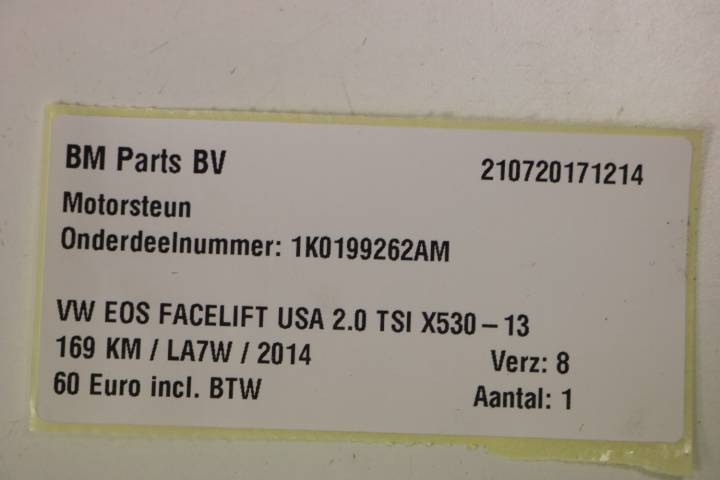 BM Parts BV 210720171214
Motorsteun
Onderdeelnummer: 1K0199262AM
VW EOS FACELIFT USA 2.0 TSI X530 – 13
169 KM / LA7W / 2014 Verz: 8
60 Euro incl. BTW Aantal: 1